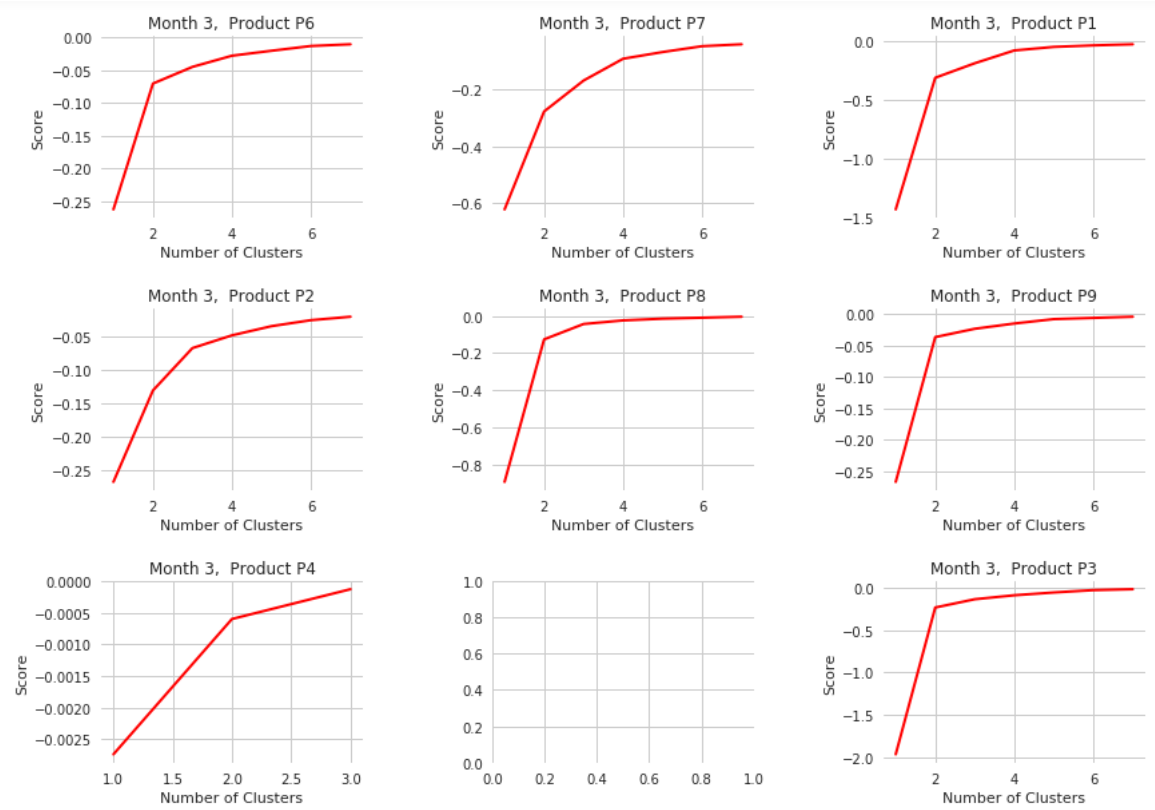 Month 3,  Product P6
0.00
−0.05
−0.10
−0.15
−0.20
−0.25
Score
2 4 6
Number of Clusters
Month 3,  Product P7
−0.2
−0.4
−0.6
Score
2 4 6
Number of Clusters
Month 3,  Product P1
0.0
−0.5
−1.0
−1.5
Score
2 4 6
Number of Clusters
Month 3,  Product P2
−0.05
−0.10
−0.15
−0.20
−0.25
Score
2 4 6
Number of Clusters
Month 3,  Product P8
0.0
−0.2
−0.4
−0.6
−0.8
Score
2 4 6
Number of Clusters
Month 3,  Product P9
0.00
−0.05
−0.10
−0.15
−0.20
−0.25
Score
2 4 6
Number of Clusters
Month 3,  Product P4
0.0000
−0.0005
−0.0010
−0.0015
−0.0020
−0.0025
Score
1.0 1.5 2.0 2.5 3.0
Number of Clusters
1.0
0.8
0.6
0.4
0.2
0.0
0.0 0.2 0.4 0.6 0.8 1.0
Month 3,  Product P3
0.0
−0.5
−1.0
−1.5
−2.0
Score
2 4 6
Number of Clusters